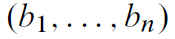 (b₁, . . . , bₙ)